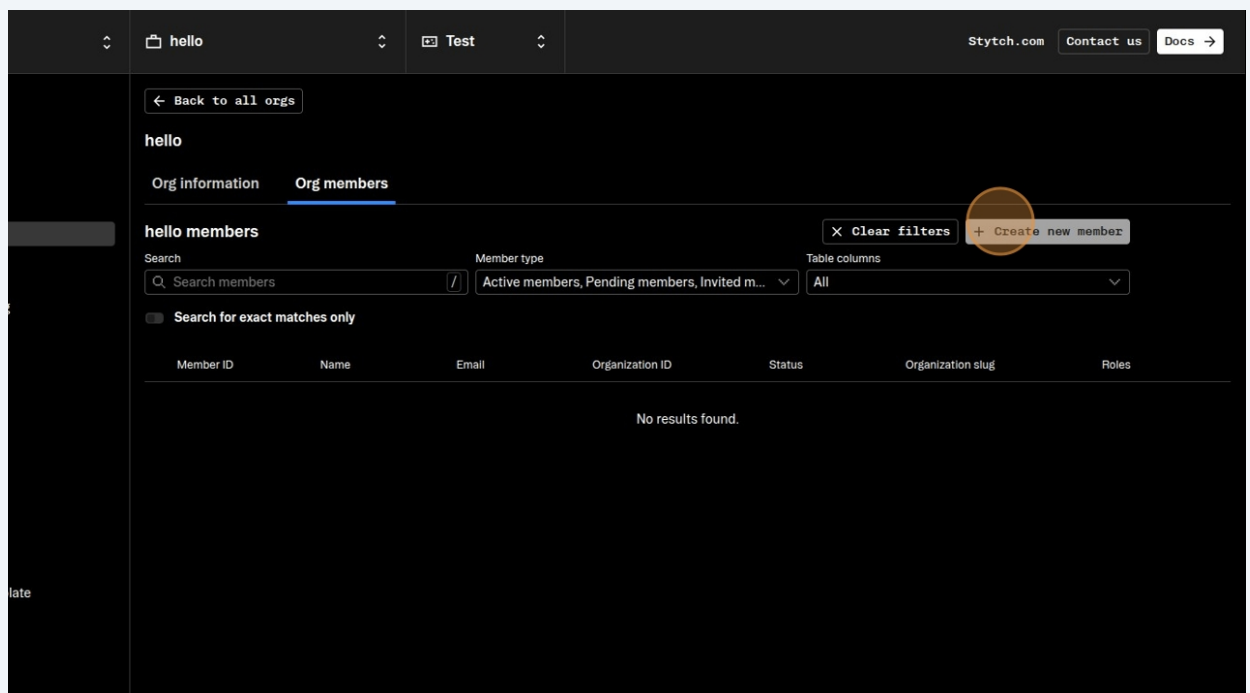 hello
Test
Stytch.com
Contact us
Docs →
← Back to all orgs
hello
Org information
Org members
hello members
× Clear filters
+ Create new member
Search
Member type
Table columns
Search members
/
Active members, Pending members, Invited m...
All
Search for exact matches only
Member ID
Name
Email
Organization ID
Status
Organization slug
Roles
No results found.
late